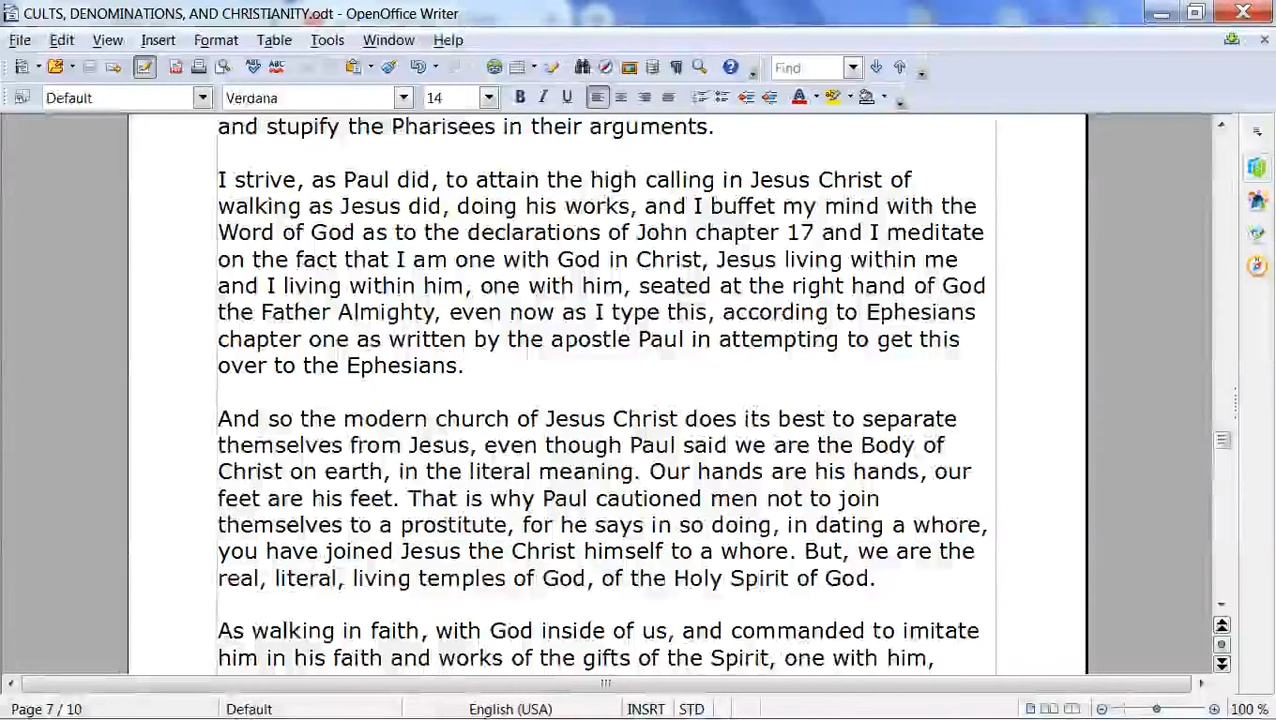 CULTS, DENOMINATIONS, AND CHRISTIANITY.odt - OpenOffice Writer
File Edit View Insert Format Table Tools Window Help
Find
Default Verdana 14
and stupify the Pharisees in their arguments.
I strive, as Paul did, to attain the high calling in Jesus Christ of
walking as Jesus did, doing his works, and I buffet my mind with the
Word of God as to the declarations of John chapter 17 and I meditate
on the fact that I am one with God in Christ, Jesus living within me
and I living within him, one with him, seated at the right hand of God
the Father Almighty, even now as I type this, according to Ephesians
chapter one as written by the apostle Paul in attempting to get this
over to the Ephesians.
And so the modern church of Jesus Christ does its best to separate
themselves from Jesus, even though Paul said we are the Body of
Christ on earth, in the literal meaning. Our hands are his hands, our
feet are his feet. That is why Paul cautioned men not to join
themselves to a prostitute, for he says in so doing, in dating a whore,
you have joined Jesus the Christ himself to a whore. But, we are the
real, literal, living temples of God, of the Holy Spirit of God.
As walking in faith, with God inside of us, and commanded to imitate
him in his faith and works of the gifts of the Spirit, one with him,
Page 7 / 10 Default English (USA) INSRT STD 100 %